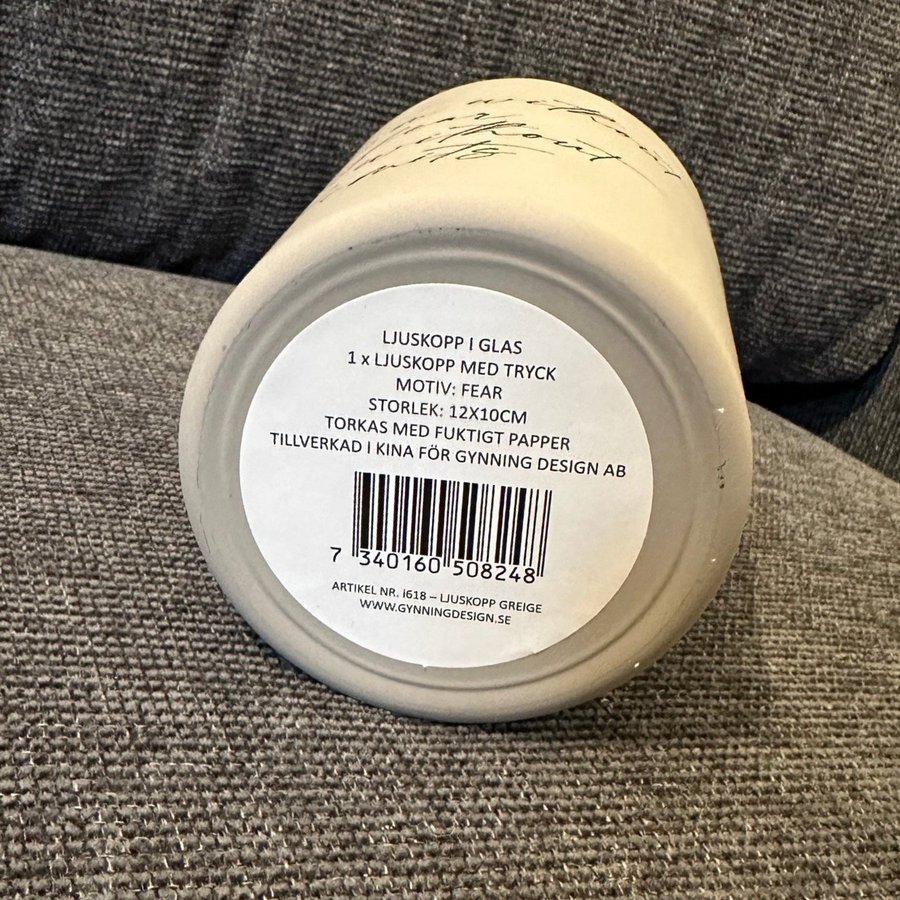 without
LJUSKOPP I GLAS
1 x LJUSKOPP MED TRYCK
MOTIV: FEAR
STORLEK: 12X10CM
TORKAS MED FUKTIGT PAPPER
TILLVERKAD I KINA FÖR GYNNING DESIGN AB
7 340160 508248
ARTIKEL NR. i618 – LJUSKOPP GREIGE
WWW.GYNNINGDESIGN.SE